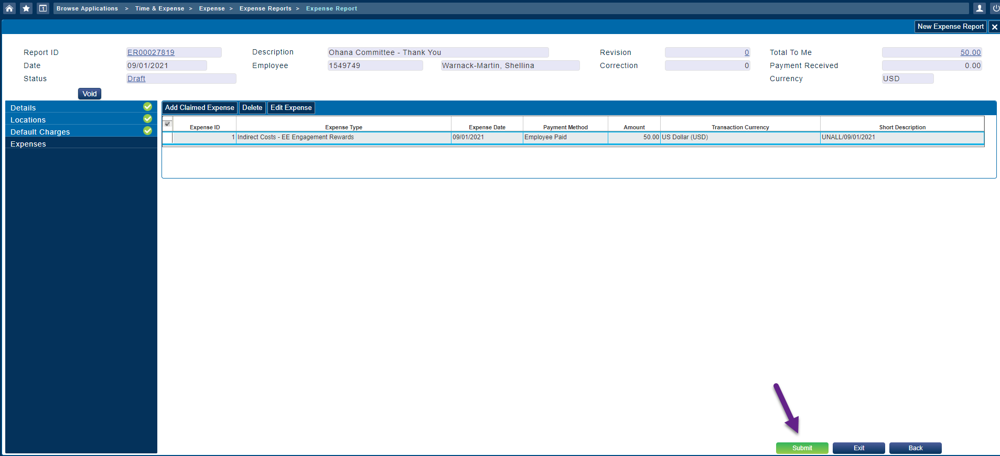 Browse Applications > Time & Expense > Expense > Expense Reports > Expense Report
New Expense Report
Report ID ER00027819 Description Ohana Committee - Thank You Revision 0 Total To Me 50.00
Date 09/01/2021 Employee 1549749 Warnack-Martin, Shellina Correction 0 Payment Received 0.00
Status Draft Currency USD
Void
Details
Locations
Default Charges
Expenses
Add Claimed Expense Delete Edit Expense
Expense ID Expense Type Expense Date Payment Method Amount Transaction Currency Short Description
1 Indirect Costs - EE Engagement Rewards 09/01/2021 Employee Paid 50.00 US Dollar (USD) UNALL/09/01/2021
Submit Exit Back